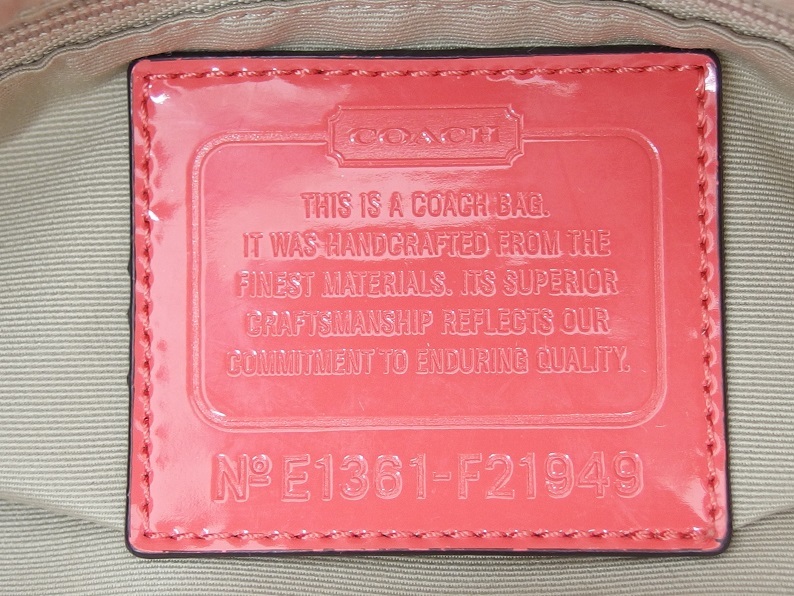 COACH
THIS IS A COACH BAG.
IT WAS HANDCRAFTED FROM THE
FINEST MATERIALS. ITS SUPERIOR
CRAFTSMANSHIP REFLECTS OUR
COMMITMENT TO ENDURING QUALITY.
Nº E1361-F21949